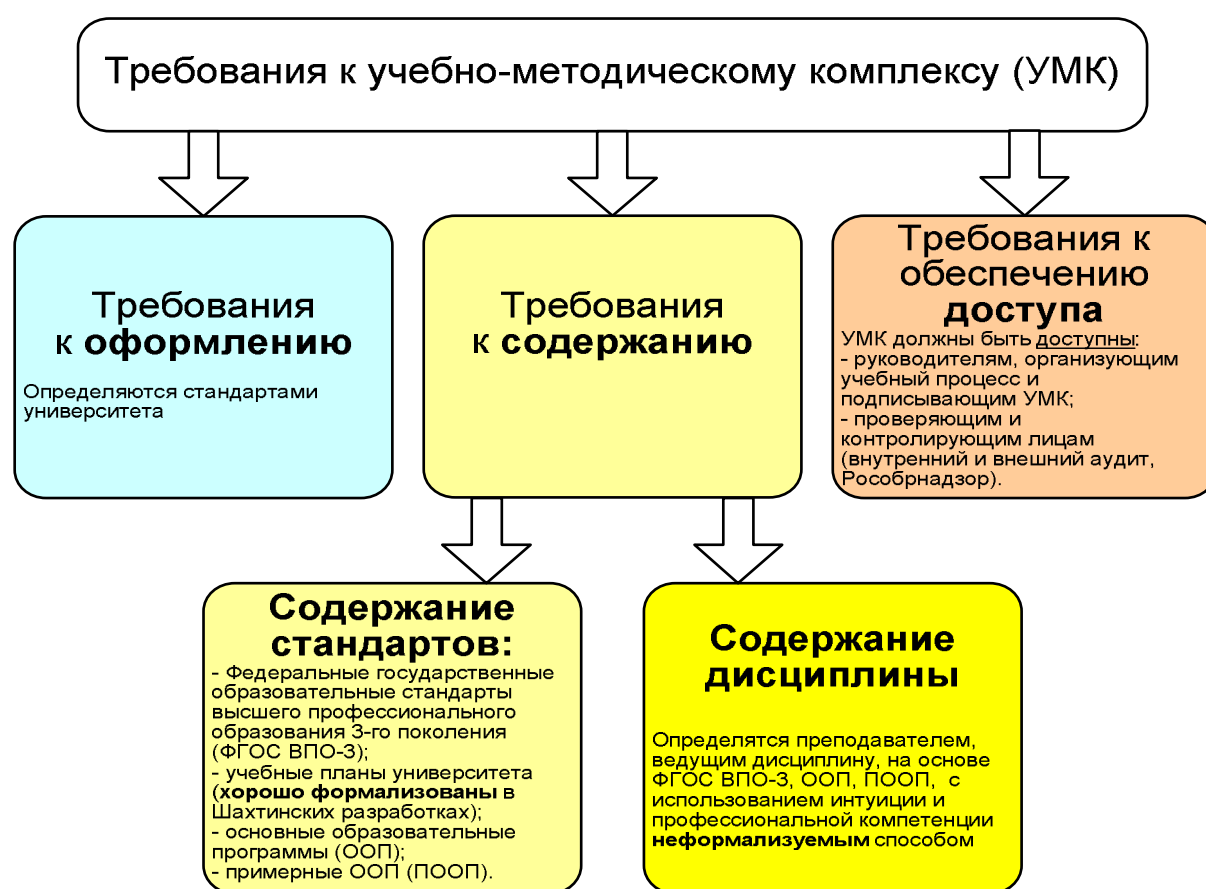 Требования к учебно-методическому комплексу (УМК)
Требования
к оформлению
Определяются стандартами
университета
Требования
к содержанию
Требования к
обеспечению
доступа
УМК должны быть доступны:
- руководителям, организующим
учебный процесс и
подписывающим УМК;
- проверяющим и
контролирующим лицам
(внутренний и внешний аудит,
Рособрнадзор).
Содержание
стандартов:
- Федеральные государственные
образовательные стандарты
высшего профессионального
образования 3-го поколения
(ФГОС ВПО-3);
- учебные планы университета
(хорошо формализованы в
Шахтинских разработках);
- основные образовательные
программы (ООП);
- примерные ООП (ПООП).
Содержание
дисциплины
Определятся преподавателем,
ведущим дисциплину, на основе
ФГОС ВПО-3, ООП, ПООП, с
использованием интуиции и
профессиональной компетенции
неформализуемым способом